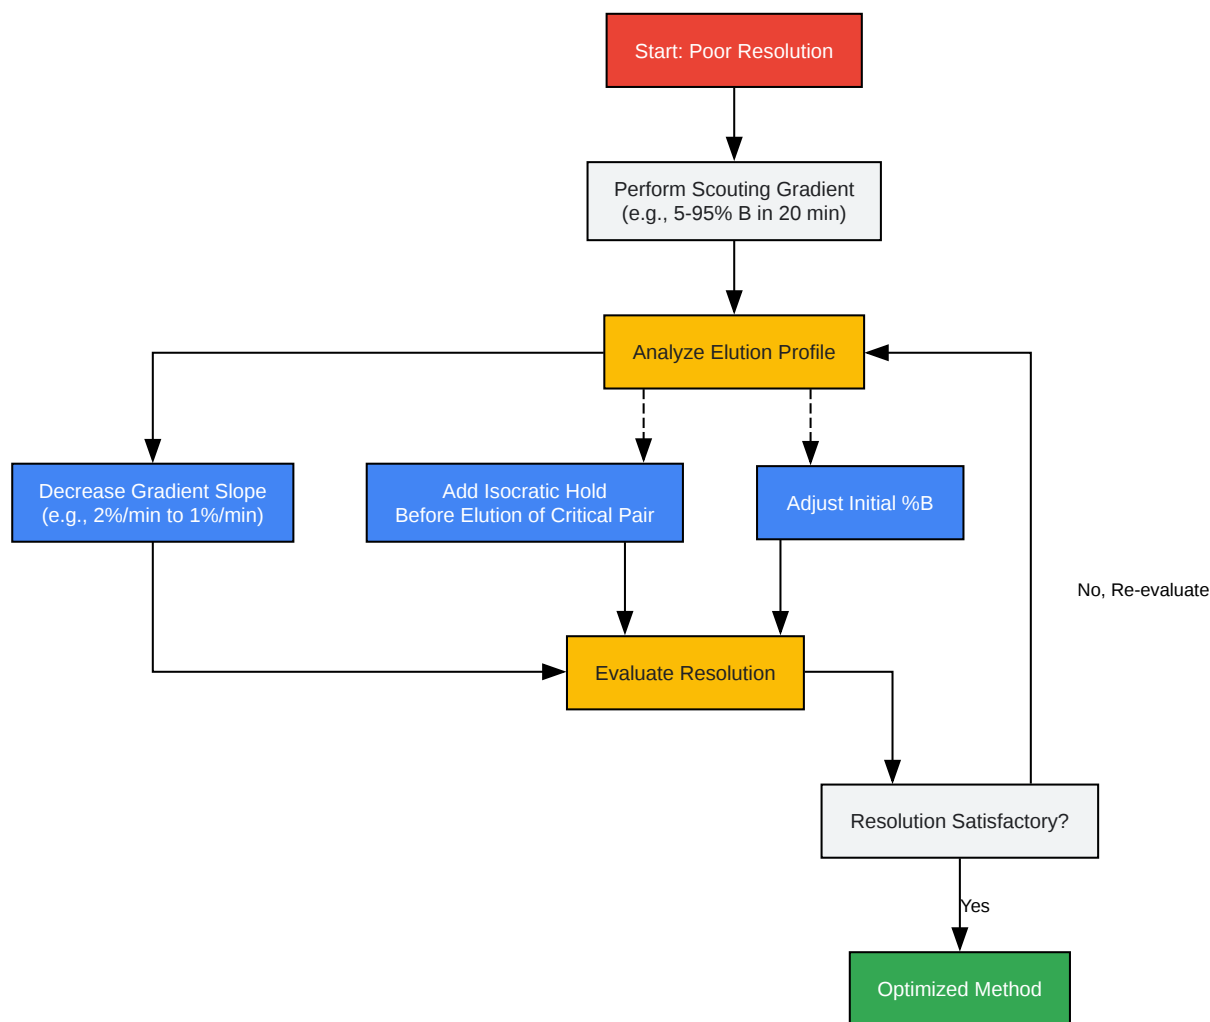 Start: Poor Resolution
Perform Scouting Gradient
(e.g., 5-95% B in 20 min)
Analyze Elution Profile
Decrease Gradient Slope
(e.g., 2%/min to 1%/min)
Add Isocratic Hold
Before Elution of Critical Pair
Adjust Initial %B
No, Re-evaluate
Evaluate Resolution
Resolution Satisfactory?
Yes
Optimized Method